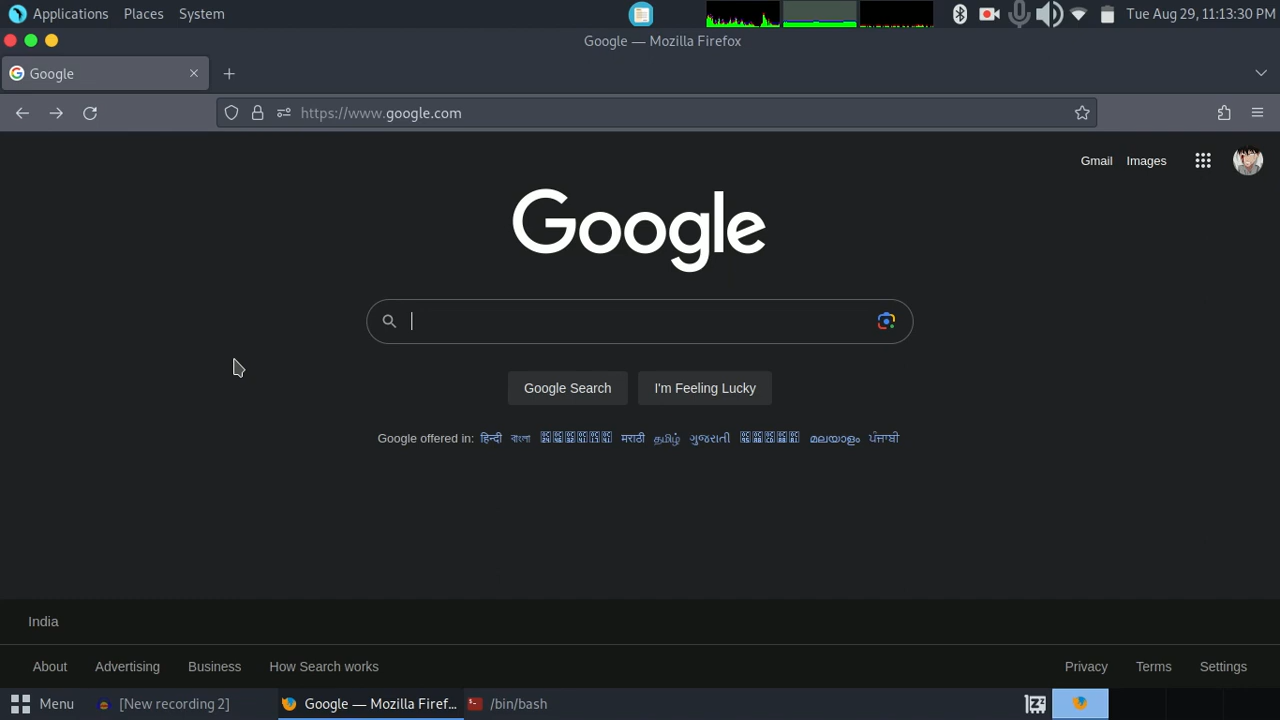 Applications Places System Tue Aug 29, 11:13:30 PM
Google — Mozilla Firefox
Google
https://www.google.com
Gmail Images
Google
Google Search I'm Feeling Lucky
Google offered in: हिन्दी বাংলা मराठी தமிழ் ગુજરાતી മലയാളം ਪੰਜਾਬੀ
India
About Advertising Business How Search works Privacy Terms Settings
Menu [New recording 2] Google — Mozilla Firef... /bin/bash